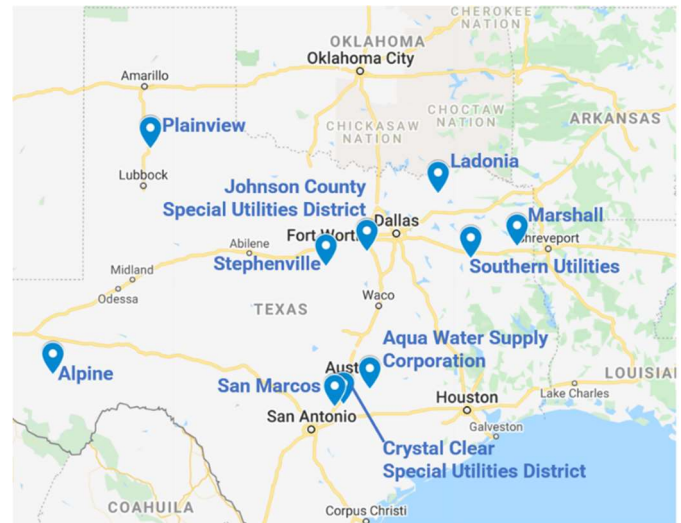 CHEROKEE
NATION
OKLAHOMA
Oklahoma City
Amarillo
CHOCTAW
NATION
ARKANSAS
CHICKASAW
NATION
Plainview
Ladonia
Lubbock
Johnson County
Special Utilities District
Dallas
Marshall
Fort Wort
Abilene
Shreveport
Stephenville
Southern Utilities
Midland
Odessa
Waco
TEXAS
Aqua Water Supply
Corporation
Aust
Alpine
San Marcos
LOUISIAI
Houston
Lake Charles
San Antonio
Galveston
Crystal Clear
Special Utilities District
COAHUILA
Corpus Christi